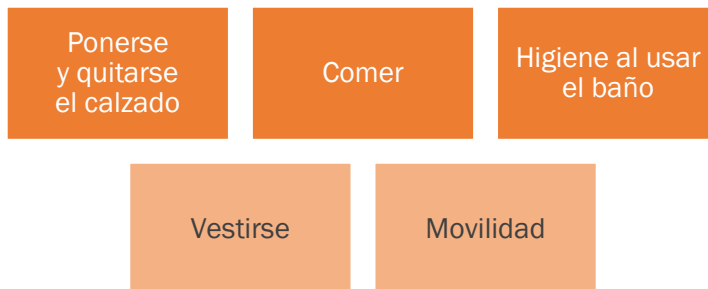 Ponerse
y quitarse
el calzado
Comer
Higiene al usar
el baño
Vestirse
Movilidad